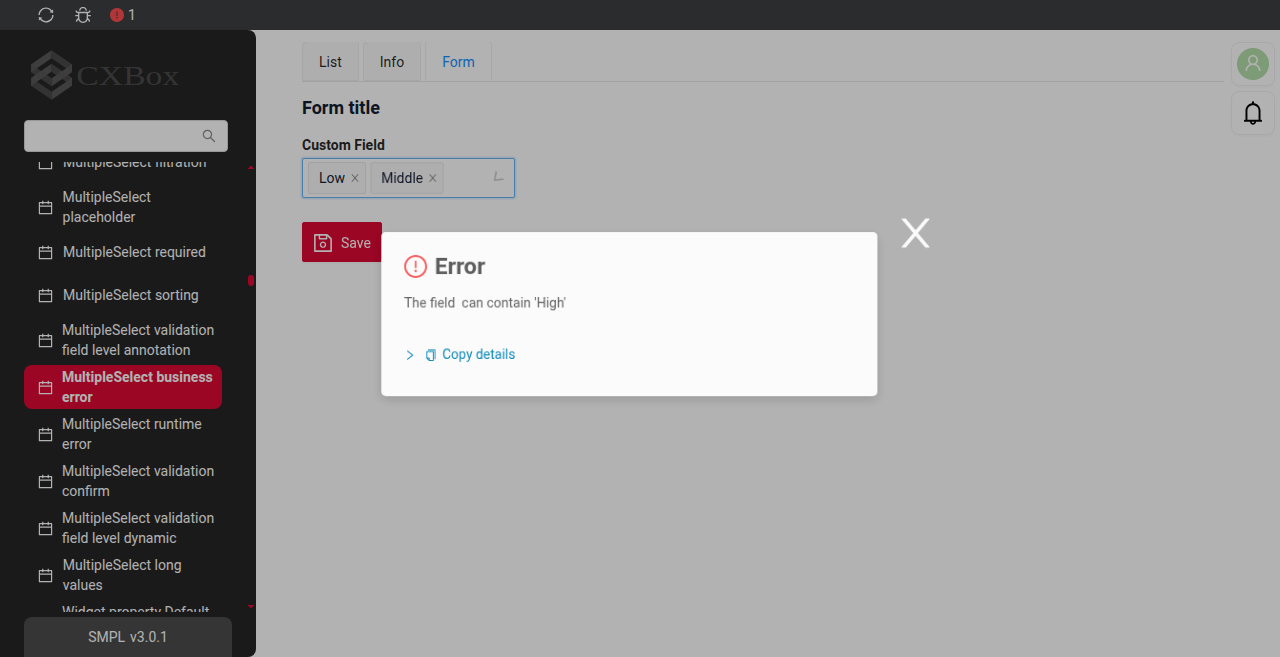 1
CXBox
MultipleSelect filtration
MultipleSelect
placeholder
MultipleSelect required
MultipleSelect sorting
MultipleSelect validation
field level annotation
MultipleSelect business
error
MultipleSelect runtime
error
MultipleSelect validation
confirm
MultipleSelect validation
field level dynamic
MultipleSelect long
values
Widget property Default
SMPL v3.0.1
List Info Form
Form title
Custom Field
Low Middle
Save
Error
The field  can contain 'High'
Copy details